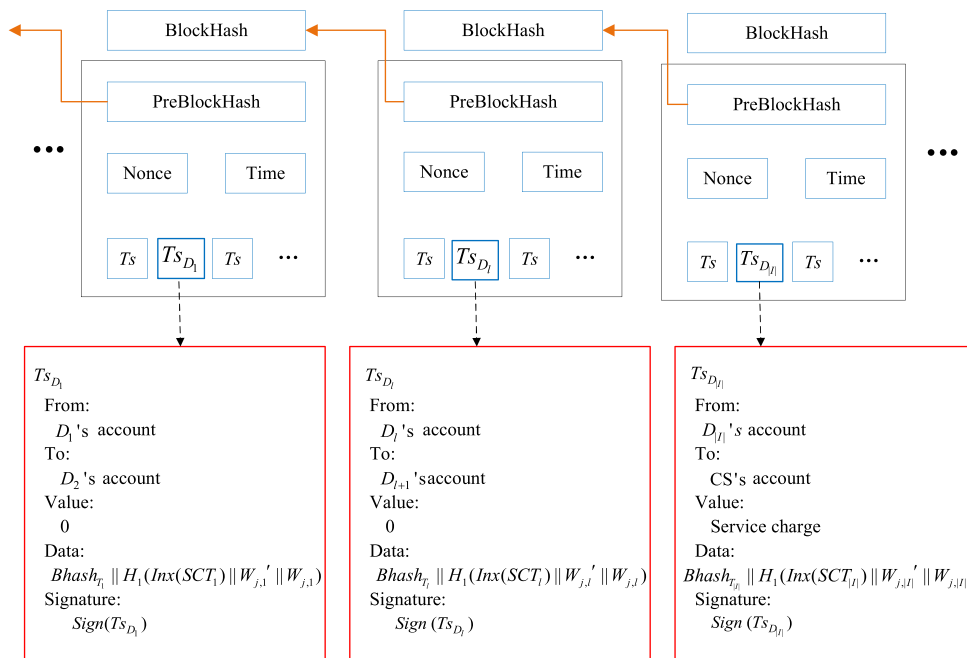 BlockHash
BlockHash
BlockHash
PreBlockHash
PreBlockHash
PreBlockHash
•••
•••
Nonce Time
Nonce Time
Nonce Time
Ts Ts_{D_1} Ts ···
Ts Ts_{D_l} Ts ···
Ts Ts_{D_{|I|}} Ts ···
Ts_{D_1}
From:
D_1's account
To:
D_2's account
Value:
0
Data:
Bhash_{T_1} || H_1(Inx(SCT_1) || W_{j,1}' || W_{j,1})
Signature:
Sign(Ts_{D_1})
Ts_{D_l}
From:
D_l's account
To:
D_{l+1}'s account
Value:
0
Data:
Bhash_{T_l} || H_1(Inx(SCT_l) || W_{j,l}' || W_{j,l})
Signature:
Sign (Ts_{D_l})
Ts_{D_{|I|}}
From:
D_{|I|}'s account
To:
CS's account
Value:
Service charge
Data:
Bhash_{T_{|I|}} || H_1(Inx(SCT_{|I|}) || W_{j,|I|}' || W_{j,|I|}
Signature:
Sign (Ts_{D_{|I|}})